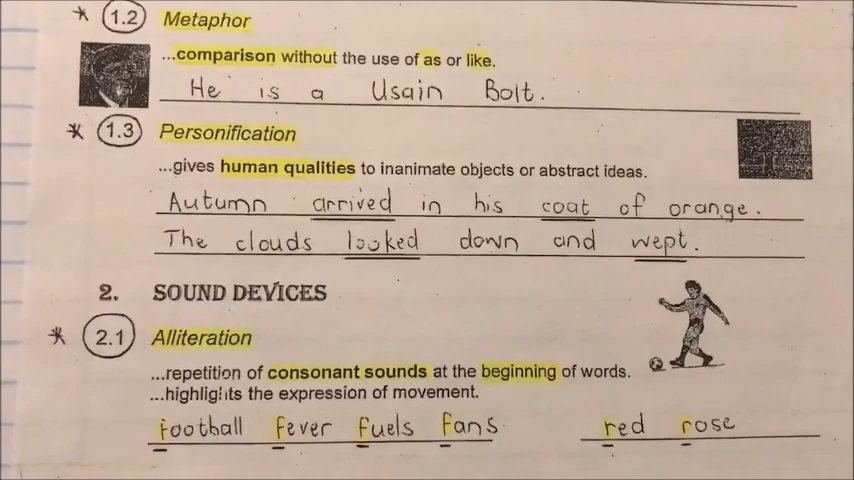 * 1.2 Metaphor
...comparison without the use of as or like.
He is a Usain Bolt.
* 1.3 Personification
...gives human qualities to inanimate objects or abstract ideas.
Autumn arrived in his coat of orange.
The clouds looked down and wept.
2. SOUND DEVICES
* 2.1 Alliteration
...repetition of consonant sounds at the beginning of words.
...highlights the expression of movement.
football fever fuels fans red rose